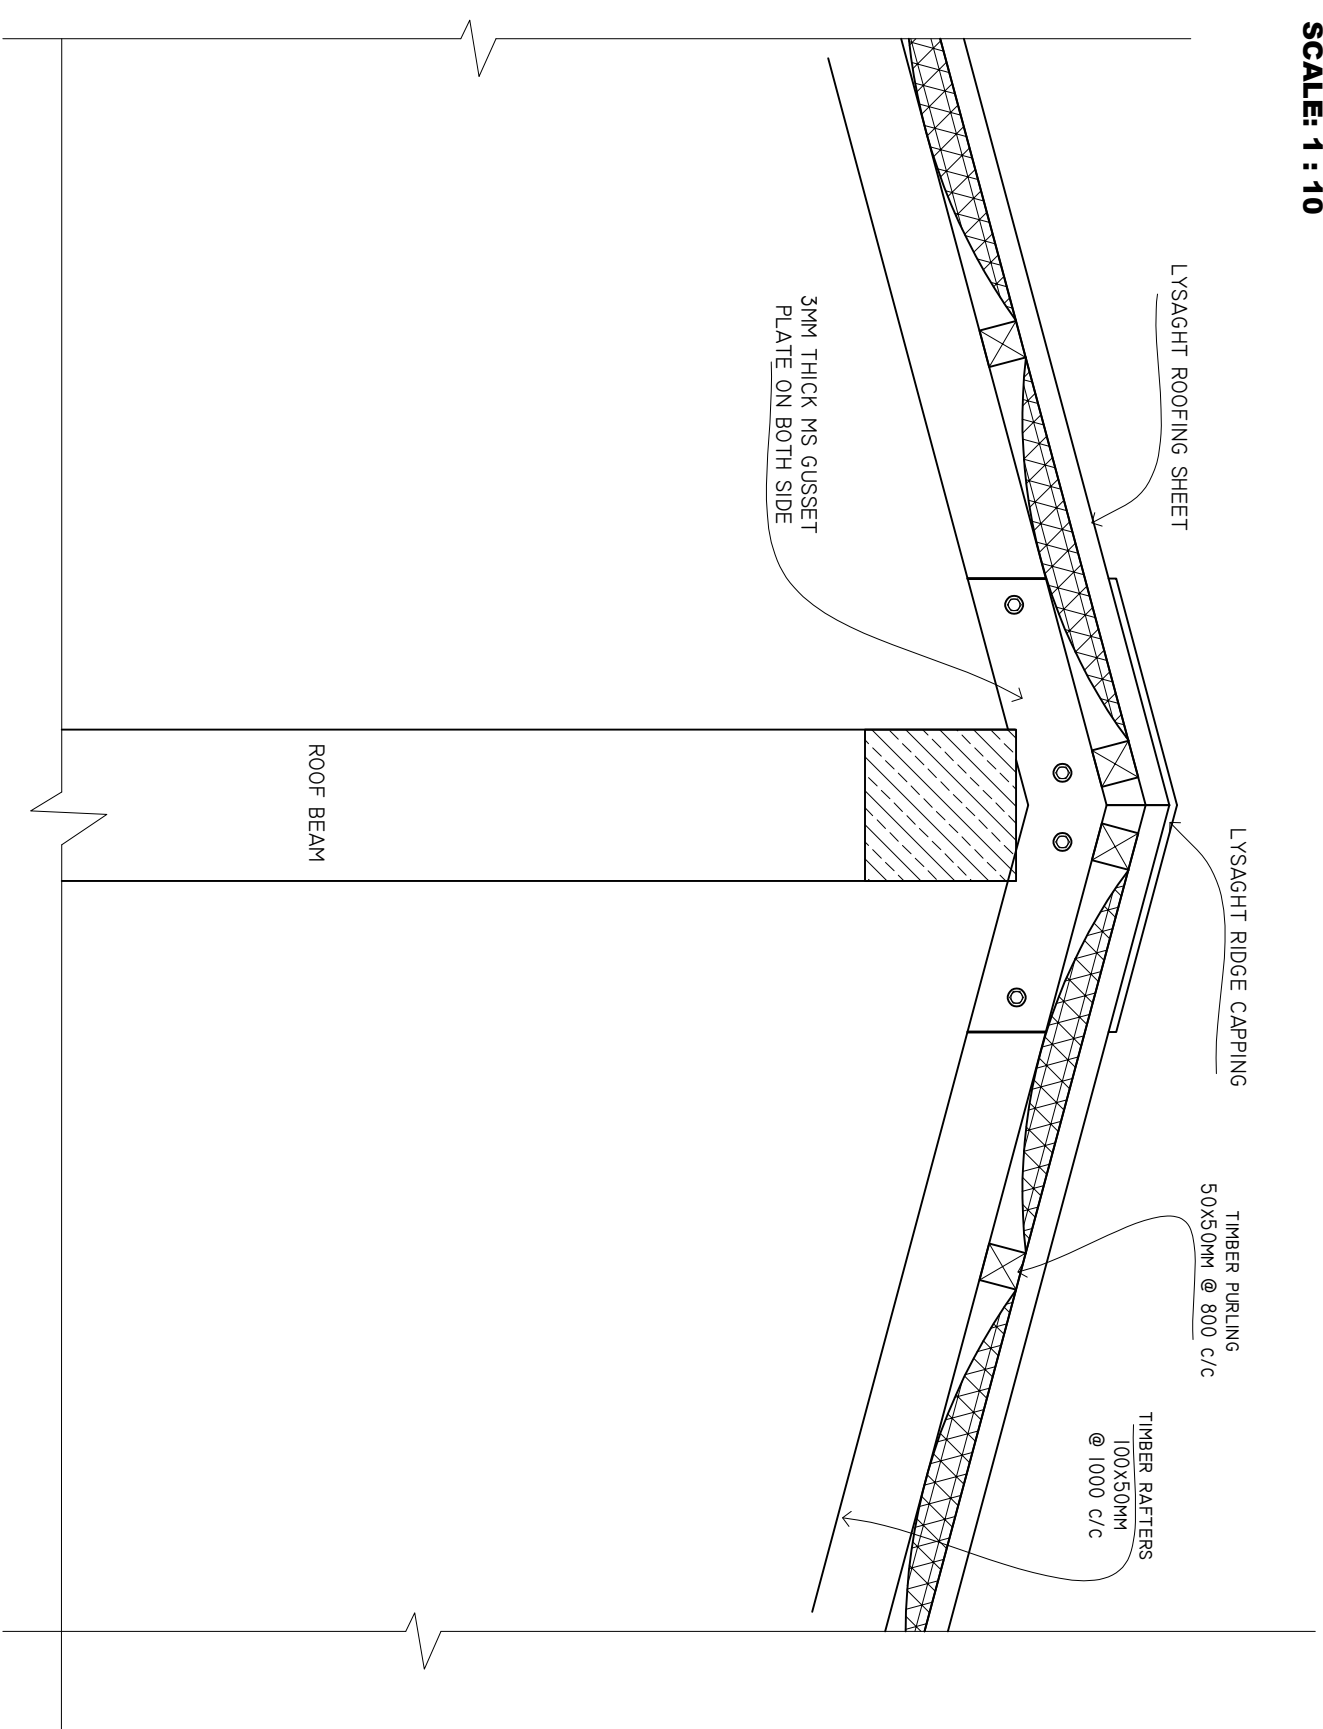 SCALE: 1 : 10
LYSAGHT ROOFING SHEET
LYSAGHT RIDGE CAPPING
TIMBER PURLING
50X50MM @ 800 C/C
TIMBER RAFTERS
100X50MM
@ 1000 C/C
3MM THICK MS GUSSET
PLATE ON BOTH SIDE
ROOF BEAM